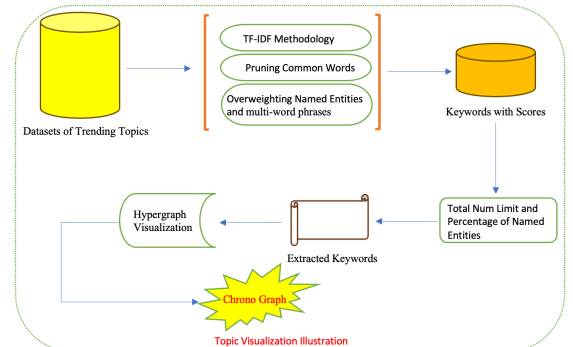 TF-IDF Methodology
Pruning Common Words
Overweighting Named Entities
and multi-word phrases
Datasets of Trending Topics
Keywords with Scores
Total Num Limit and
Percentage of Named
Entities
Extracted Keywords
Hypergraph
Visualization
Chrono Graph
Topic Visualization Illustration